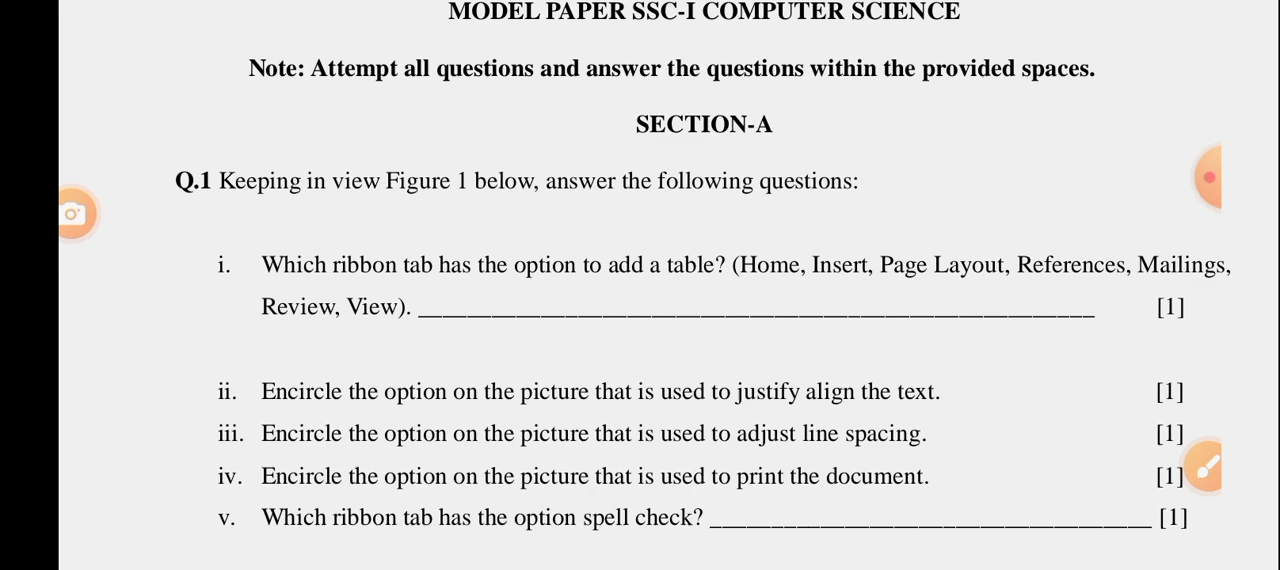 MODEL PAPER SSC-I COMPUTER SCIENCE
Note: Attempt all questions and answer the questions within the provided spaces.
SECTION-A
Q.1 Keeping in view Figure 1 below, answer the following questions:
i. Which ribbon tab has the option to add a table? (Home, Insert, Page Layout, References, Mailings,
Review, View). ______________________________________________________ [1]
ii. Encircle the option on the picture that is used to justify align the text. [1]
iii. Encircle the option on the picture that is used to adjust line spacing. [1]
iv. Encircle the option on the picture that is used to print the document. [1]
v. Which ribbon tab has the option spell check? ___________________________________ [1]